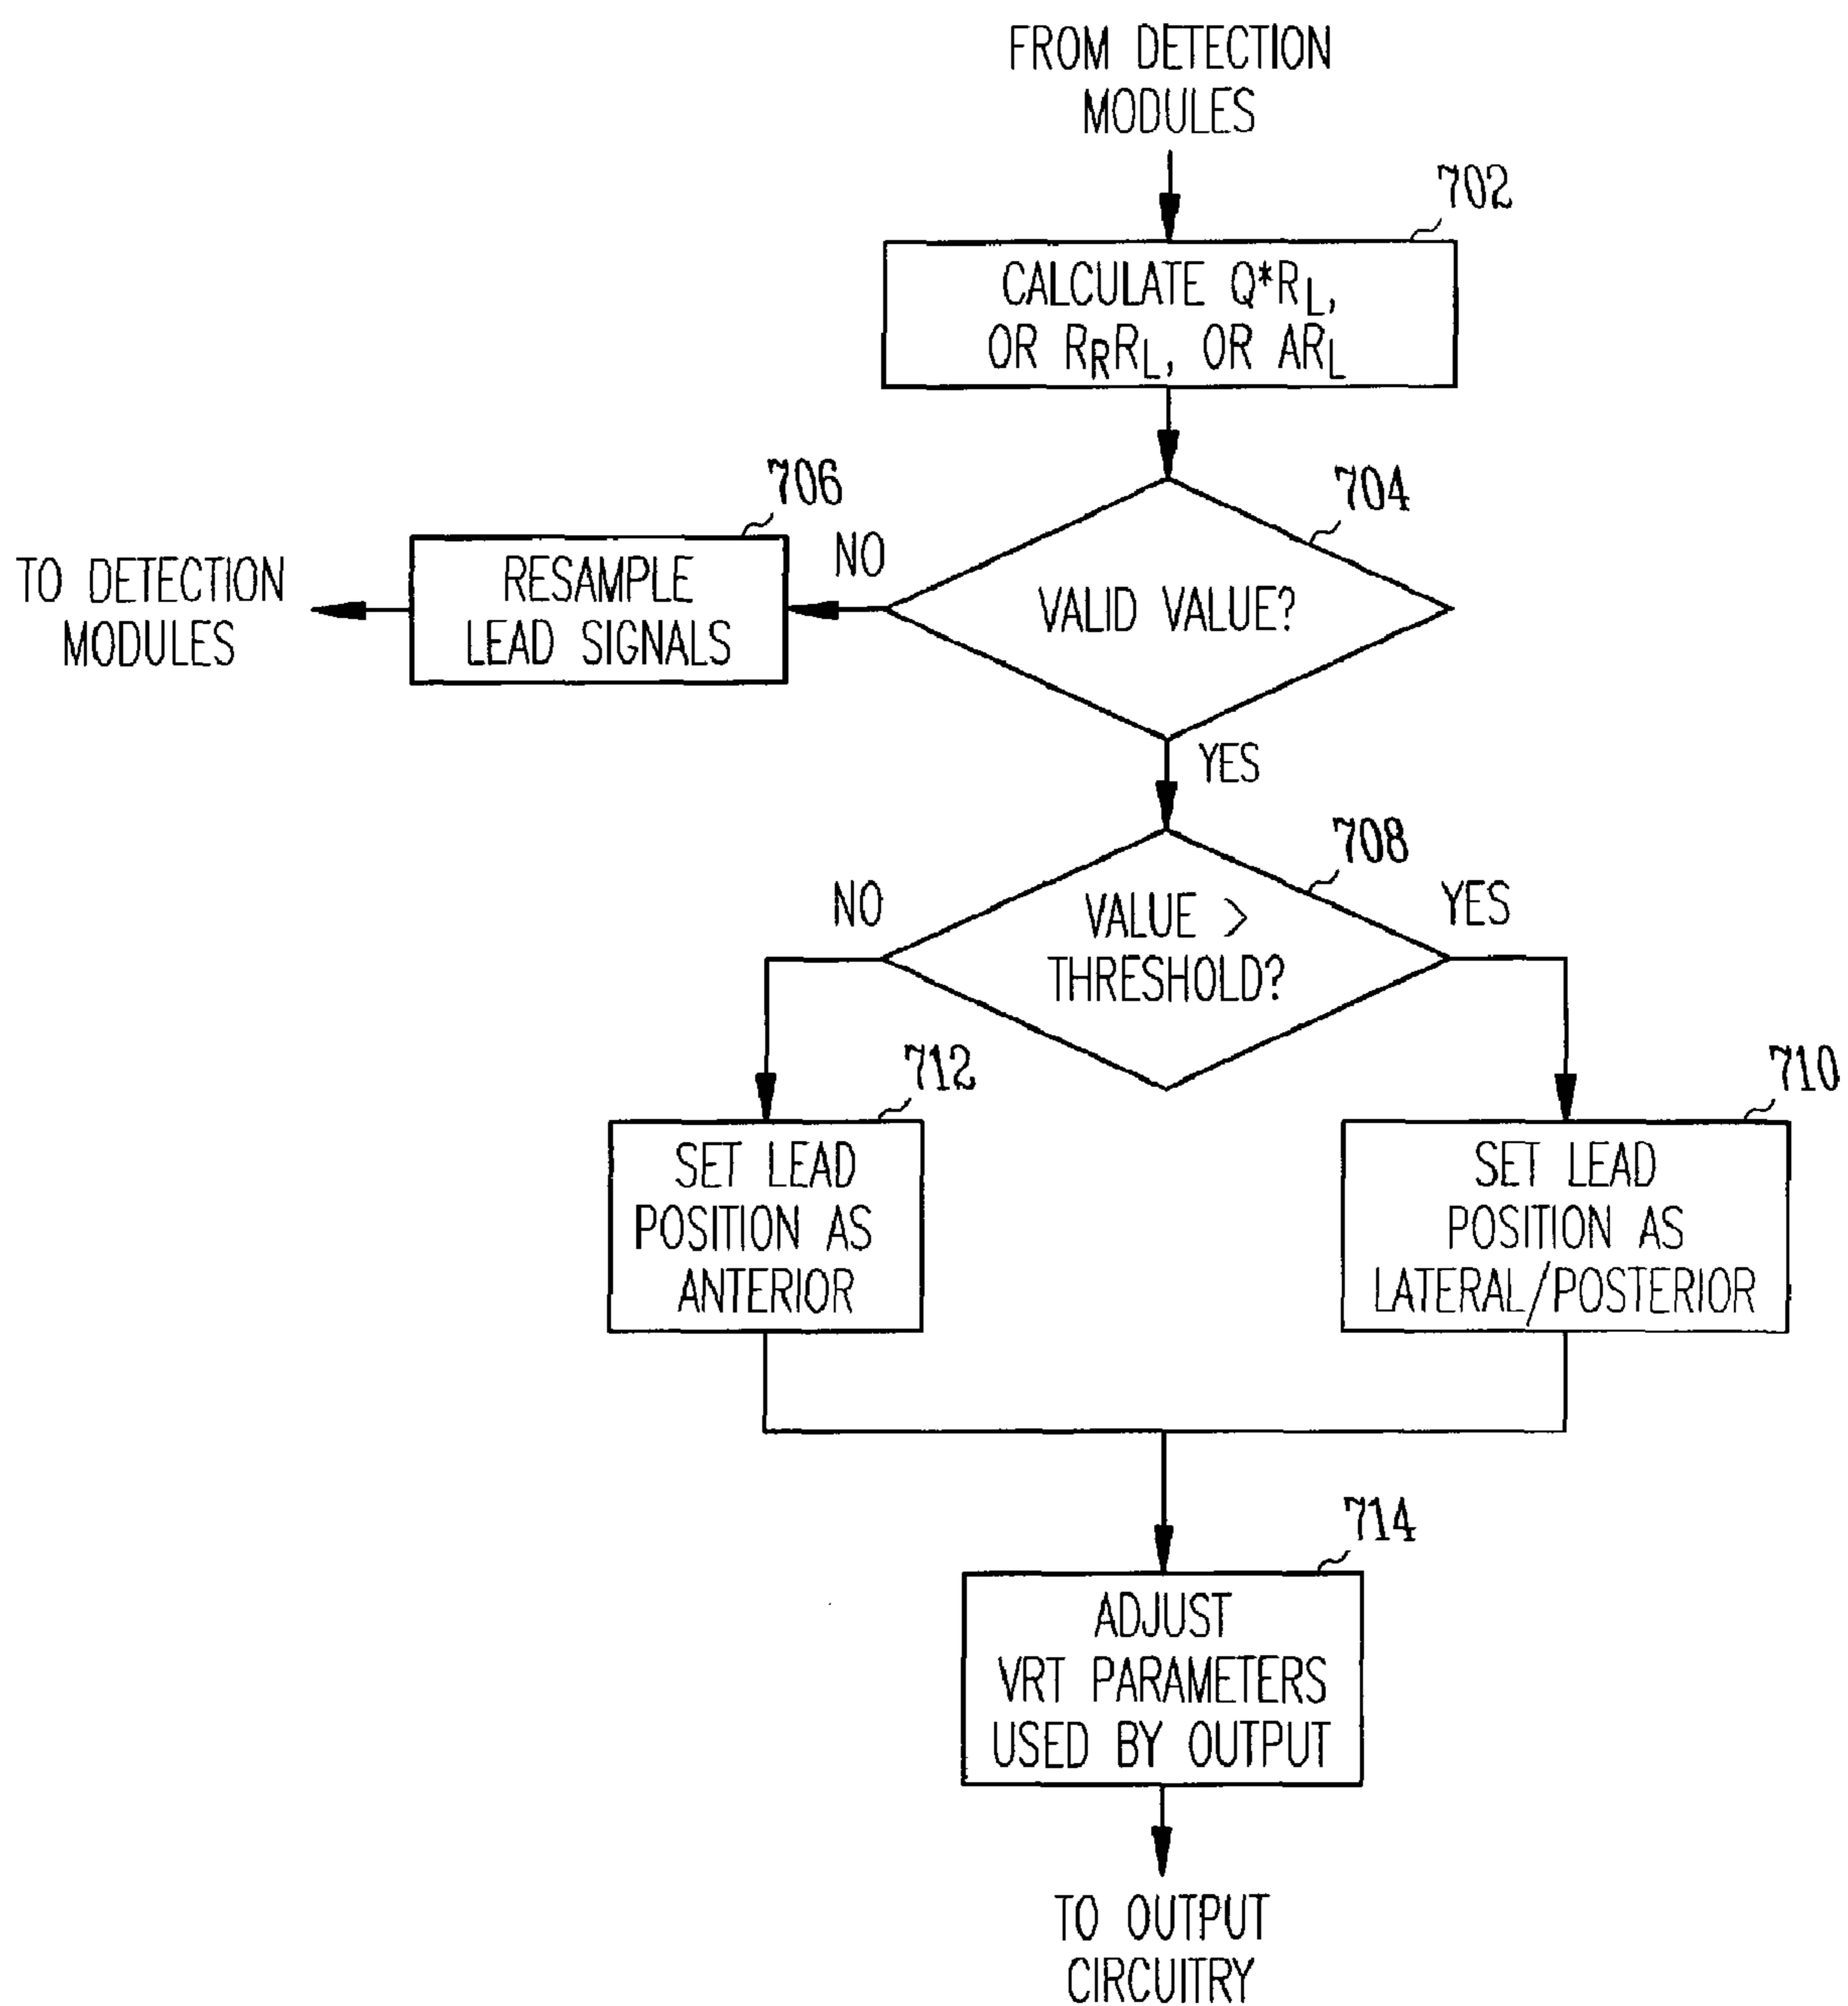 FROM DETECTION
MODULES
702
CALCULATE Q*RL,
OR RRRL, OR ARL
704
VALID VALUE?
NO
706
RESAMPLE
LEAD SIGNALS
TO DETECTION
MODULES
YES
708
VALUE >
THRESHOLD?
NO
YES
712
SET LEAD
POSITION AS
ANTERIOR
710
SET LEAD
POSITION AS
LATERAL/POSTERIOR
714
ADJUST
VRT PARAMETERS
USED BY OUTPUT
TO OUTPUT
CIRCUITRY